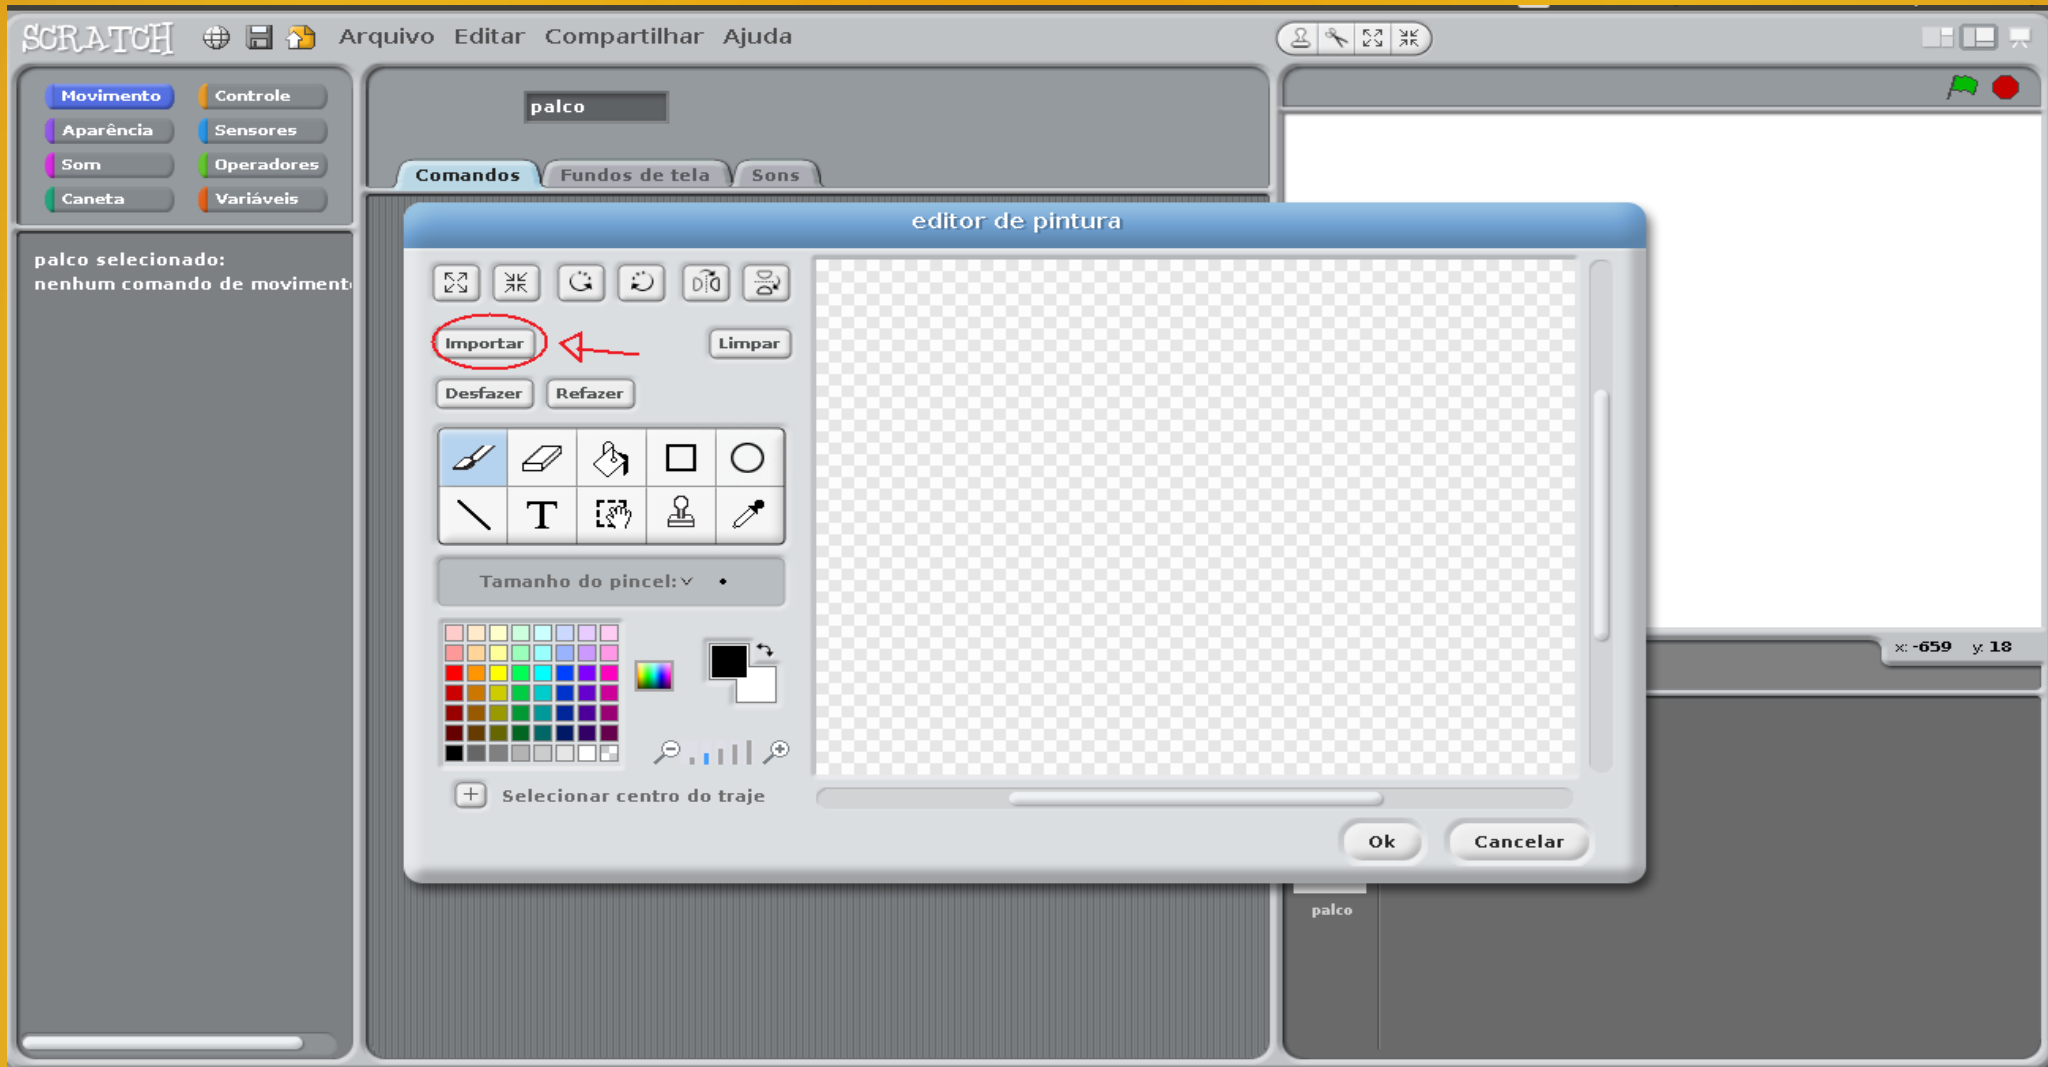 SCRATCH Arquivo Editar Compartilhar Ajuda
Movimento Controle
Aparência Sensores
Som Operadores
Caneta Variáveis
palco selecionado:
nenhum comando de moviment
palco
Comandos Fundos de tela Sons
editor de pintura
Importar Limpar
Desfazer Refazer
T
Tamanho do pincel:
Selecionar centro do traje
Ok Cancelar
x: -659 y: 18
palco